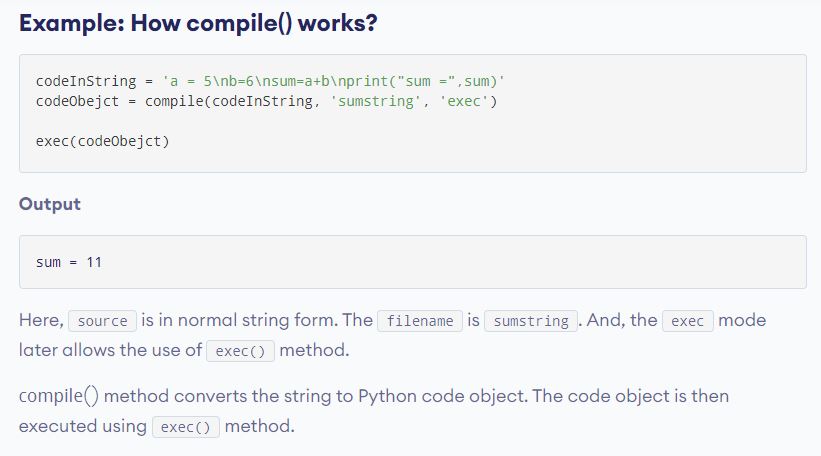 Example: How compile() works?
codeInString = 'a = 5\nb=6\nsum=a+b\nprint("sum =",sum)'
codeObejct = compile(codeInString, 'sumstring', 'exec')
exec(codeObejct)
Output
sum = 11
Here, source is in normal string form. The filename is sumstring. And, the exec mode
later allows the use of exec() method.
compile() method converts the string to Python code object. The code object is then
executed using exec() method.